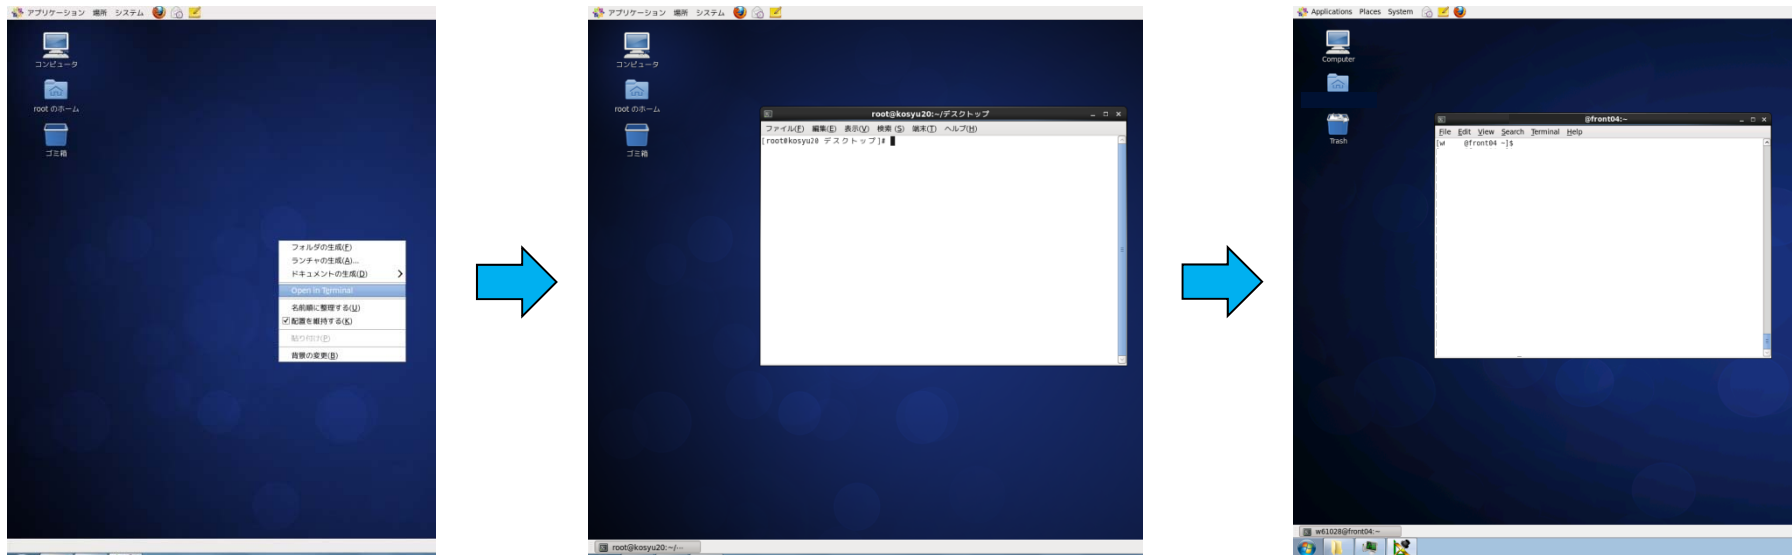 アプリケーション 場所 システム
コンピュータ
root のホーム
ゴミ箱
フォルダの生成(F)
ランチャの生成(A)...
ドキュメントの生成(D)
Open in Terminal
名前順に整理する(U)
配置を維持する(K)
貼り付け(P)
背景の変更(B)
アプリケーション 場所 システム
コンピュータ
root のホーム
ゴミ箱
root@kosyu20:~/デスクトップ
ファイル(F) 編集(E) 表示(V) 検索 (S) 端末(T) ヘルプ(H)
[root@kosyu20 デスクトップ]#
root@kosyu20:~/...
Applications Places System
Computer
Trash
@front04:~
File Edit View Search Terminal Help
[w @front04 ~]$
w61028@front04:~